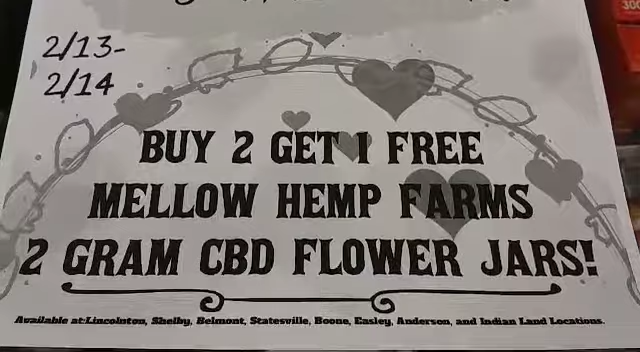 2/13-
2/14
BUY 2 GET 1 FREE
MELLOW HEMP FARMS
2 GRAM CBD FLOWER JARS!
Available at:Lincolnton, Shelby, Belmont, Statesville, Boone, Easley, Anderson, and Indian Land Locations.